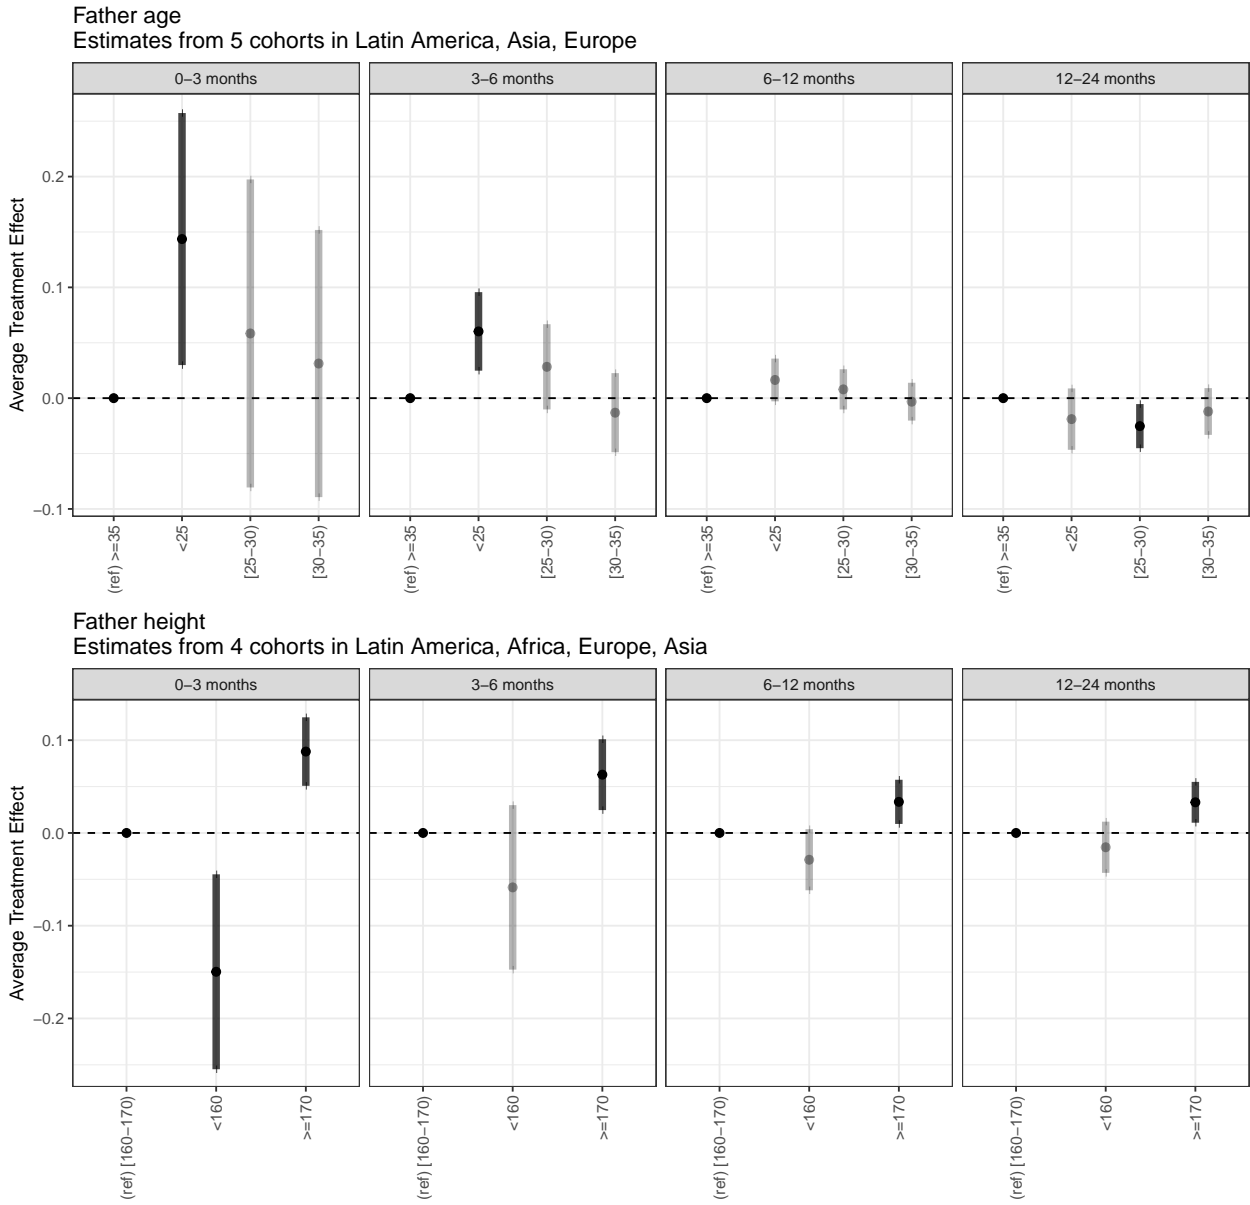 Father age
Estimates from 5 cohorts in Latin America, Asia, Europe
0−3 months
3−6 months
6−12 months
12−24 months
Average Treatment Effect
0.2
0.1
0.0
−0.1
(ref) >=35
<25
[25−30)
[30−35)
(ref) >=35
<25
[25−30)
[30−35)
(ref) >=35
<25
[25−30)
[30−35)
(ref) >=35
<25
[25−30)
[30−35)
Father height
Estimates from 4 cohorts in Latin America, Africa, Europe, Asia
0−3 months
3−6 months
6−12 months
12−24 months
Average Treatment Effect
0.1
0.0
−0.1
−0.2
(ref) [160−170)
<160
>=170
(ref) [160−170)
<160
>=170
(ref) [160−170)
<160
>=170
(ref) [160−170)
<160
>=170